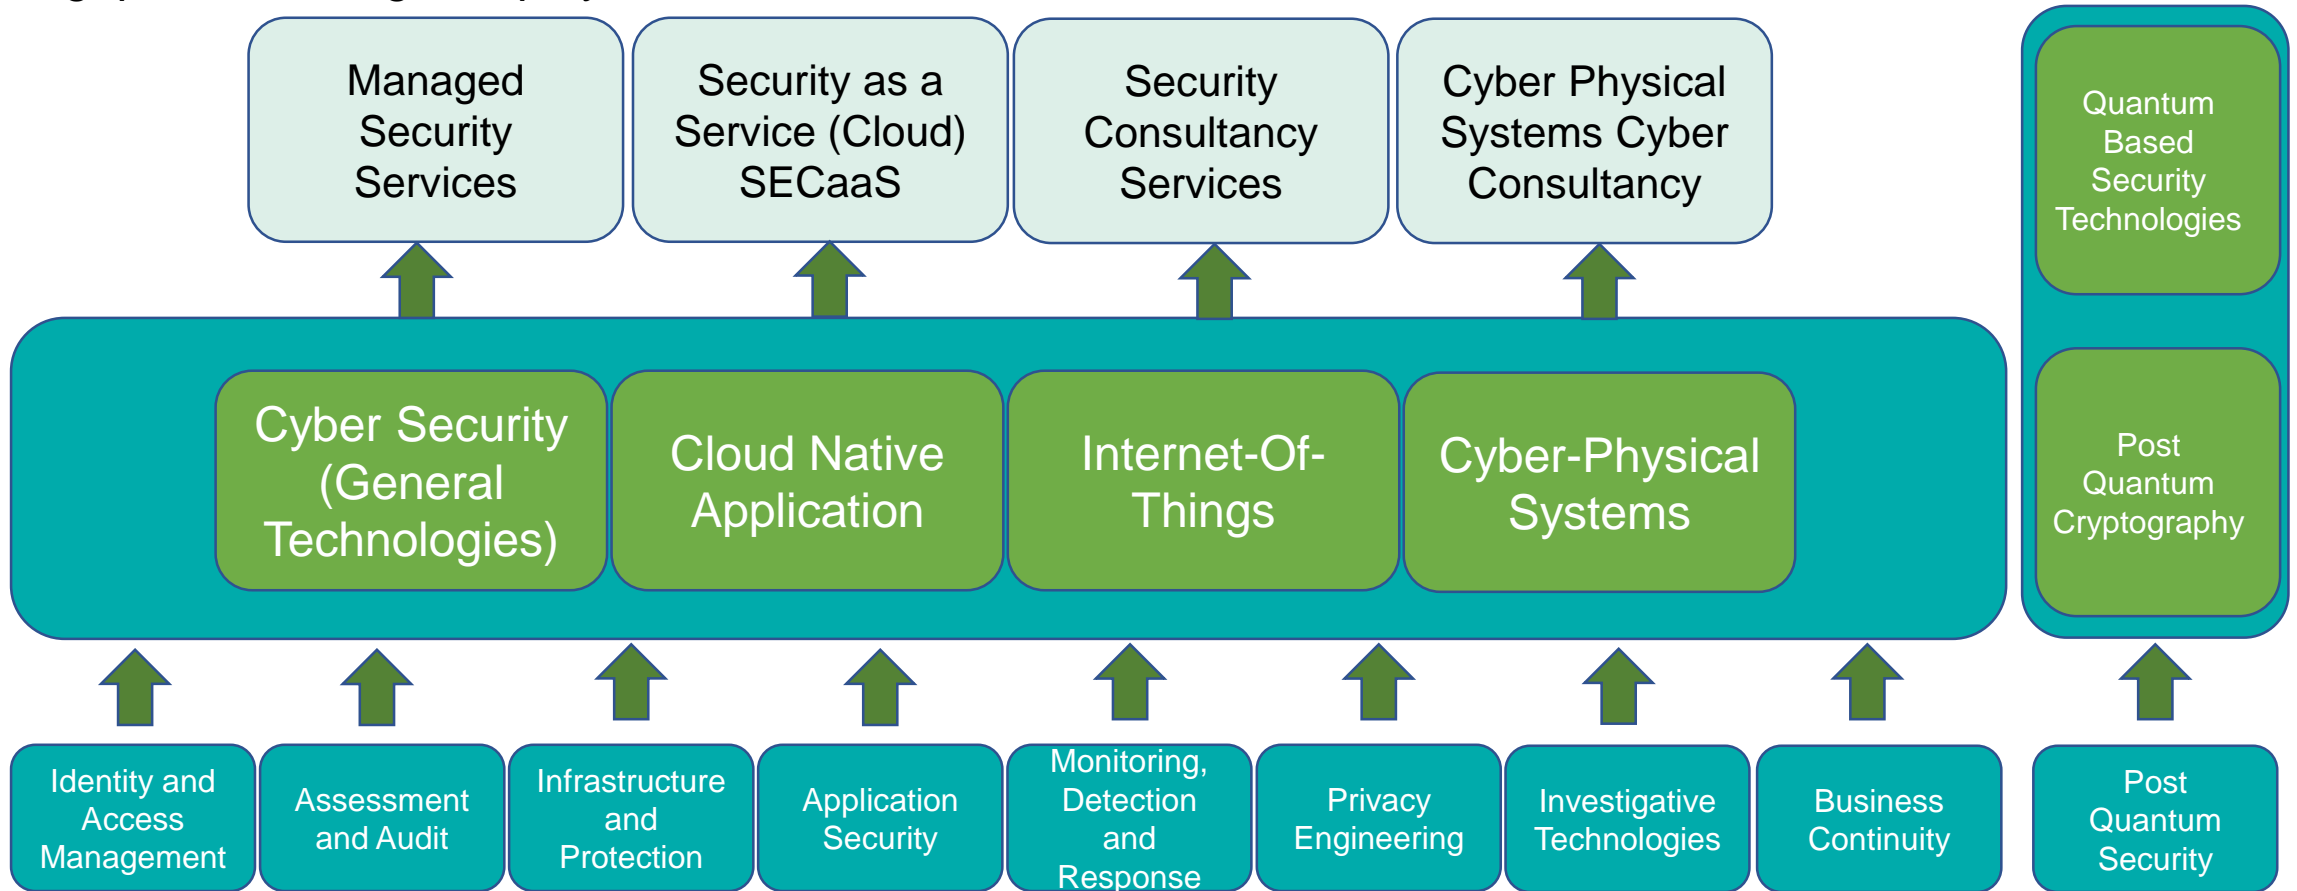 Managed
Security
Services
Security as a
Service (Cloud)
SECaaS
Security
Consultancy
Services
Cyber Physical
Systems Cyber
Consultancy
Quantum
Based
Security
Technologies
Cyber Security
(General
Technologies)
Cloud Native
Application
Internet-Of-
Things
Cyber-Physical
Systems
Post
Quantum
Cryptography
Identity and
Access
Management
Assessment
and Audit
Infrastructure
and
Protection
Application
Security
Monitoring,
Detection
and
Response
Privacy
Engineering
Investigative
Technologies
Business
Continuity
Post
Quantum
Security